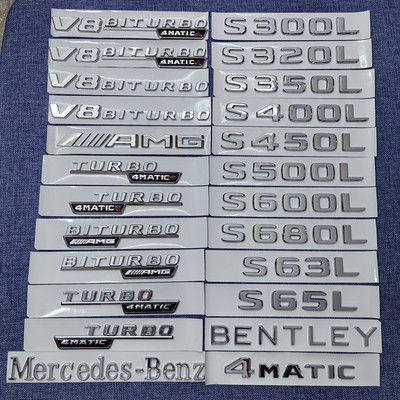 V8 BITURBO 4MATIC+
V8 BITURBO 4MATIC+
V8 BITURBO
V8 BITURBO
AMG
TURBO 4MATIC+
TURBO 4MATIC+
BITURBO AMG
BITURBO AMG
TURBO 4MATIC
TURBO 4MATIC
Mercedes-Benz
S300L
S320L
S350L
S400L
S450L
S500L
S600L
S680L
S63L
S65L
BENTLEY
4MATIC